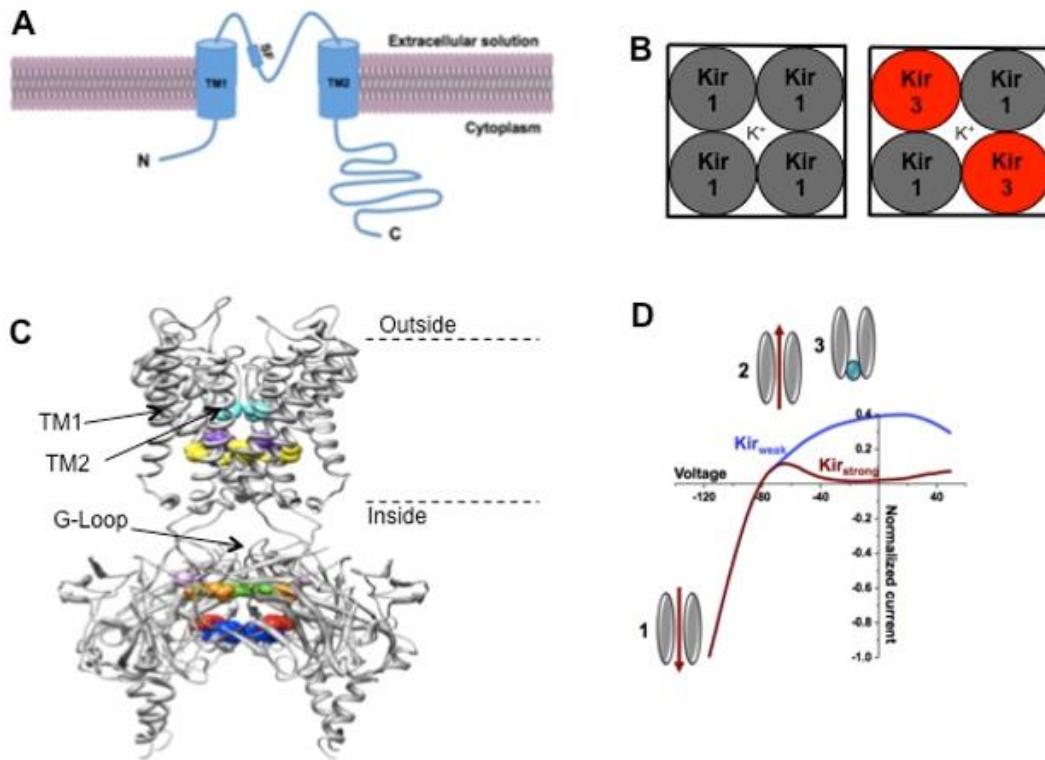 A
Extracellular solution
SF
TM1
TM2
Cytoplasm
N
C
B
Kir
1
Kir
1
K+
Kir
1
Kir
1
Kir
3
Kir
1
K+
Kir
1
Kir
3
C
Outside
TM1
TM2
Inside
G-Loop
D
2
3
0.4
Kirweak
0.2
Voltage
Kirstrong
-120
-80
-40
0
40
-0.2
-0.4
-0.6
-0.8
-1.0
Normalized current
1